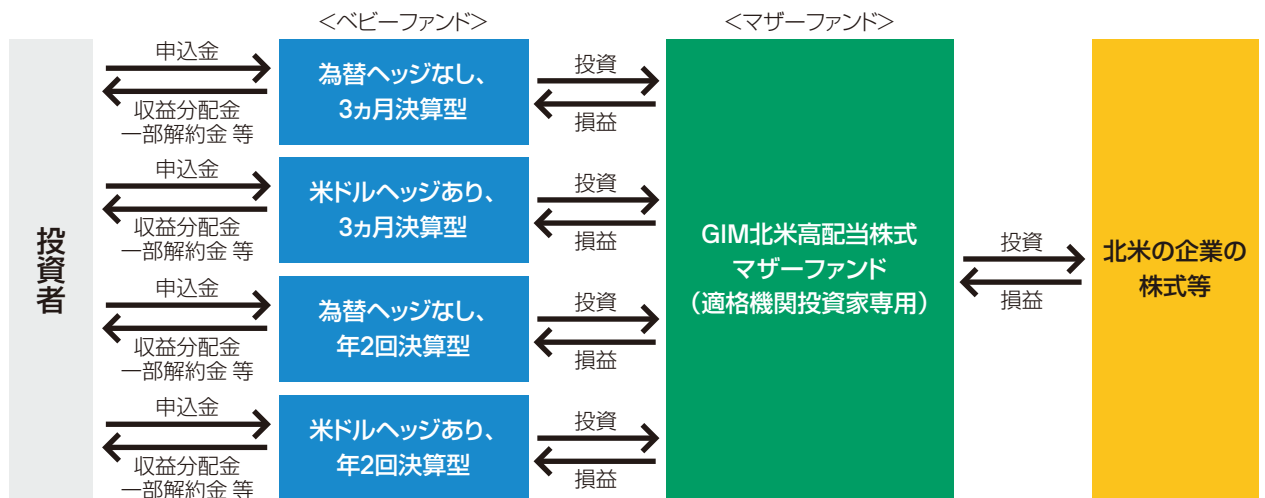 <ベビーファンド>
<マザーファンド>
投資者
申込金
収益分配金
一部解約金 等
為替ヘッジなし、
3ヵ月決算型
投資
損益
申込金
収益分配金
一部解約金 等
米ドルヘッジあり、
3ヵ月決算型
投資
損益
申込金
収益分配金
一部解約金 等
為替ヘッジなし、
年2回決算型
投資
損益
申込金
収益分配金
一部解約金 等
米ドルヘッジあり、
年2回決算型
投資
損益
GIM北米高配当株式
マザーファンド
（適格機関投資家専用）
投資
損益
北米の企業の
株式等